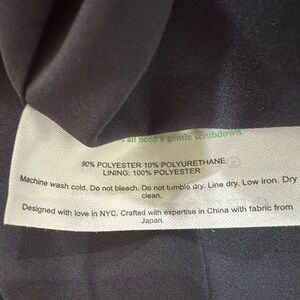 all need a gentle scrubdown
90% POLYESTER 10% POLYURETHANE
LINING: 100% POLYESTER
Machine wash cold. Do not bleach. Do not tumble dry. Line dry. Low iron. Dry
clean.
Designed with love in NYC. Crafted with expertise in China with fabric from
Japan.